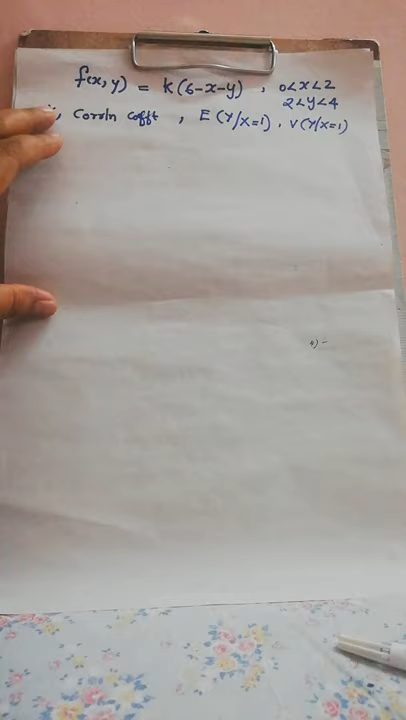 f(x, y) = k(6-x-y) , 0<x<2
2<y<4
, Corrln Cofft , E(Y/X=1) , V(Y/X=1)